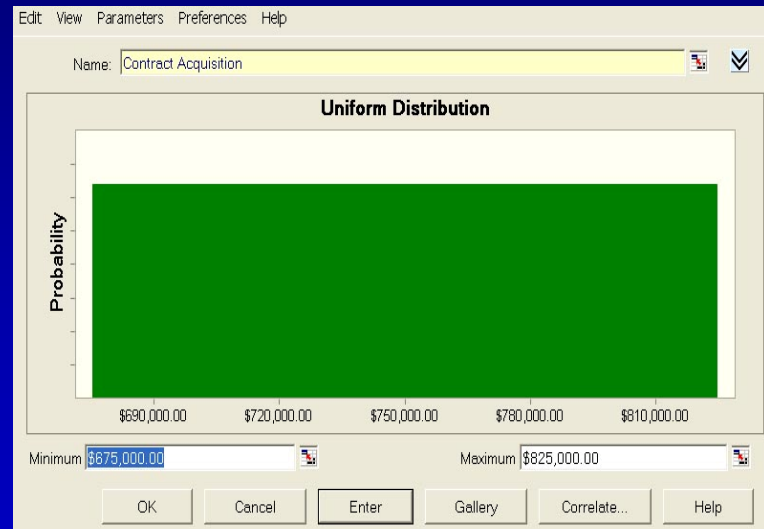 Edit View Parameters Preferences Help
Name: Contract Acquisition
Uniform Distribution
Probability
$690,000.00 $720,000.00 $750,000.00 $780,000.00 $810,000.00
Minimum $675,000.00 Maximum $825,000.00
OK Cancel Enter Gallery Correlate... Help